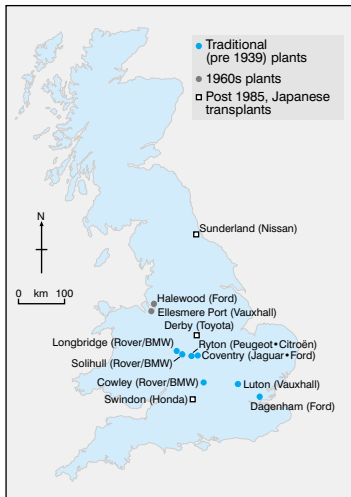 Traditional
(pre 1939) plants
1960s plants
Post 1985, Japanese
transplants
N
Sunderland (Nissan)
0 km 100
Halewood (Ford)
Ellesmere Port (Vauxhall)
Derby (Toyota)
Longbridge (Rover/BMW)
Ryton (Peugeot•Citroën)
Solihull (Rover/BMW)
Coventry (Jaguar•Ford)
Cowley (Rover/BMW)
Luton (Vauxhall)
Swindon (Honda)
Dagenham (Ford)